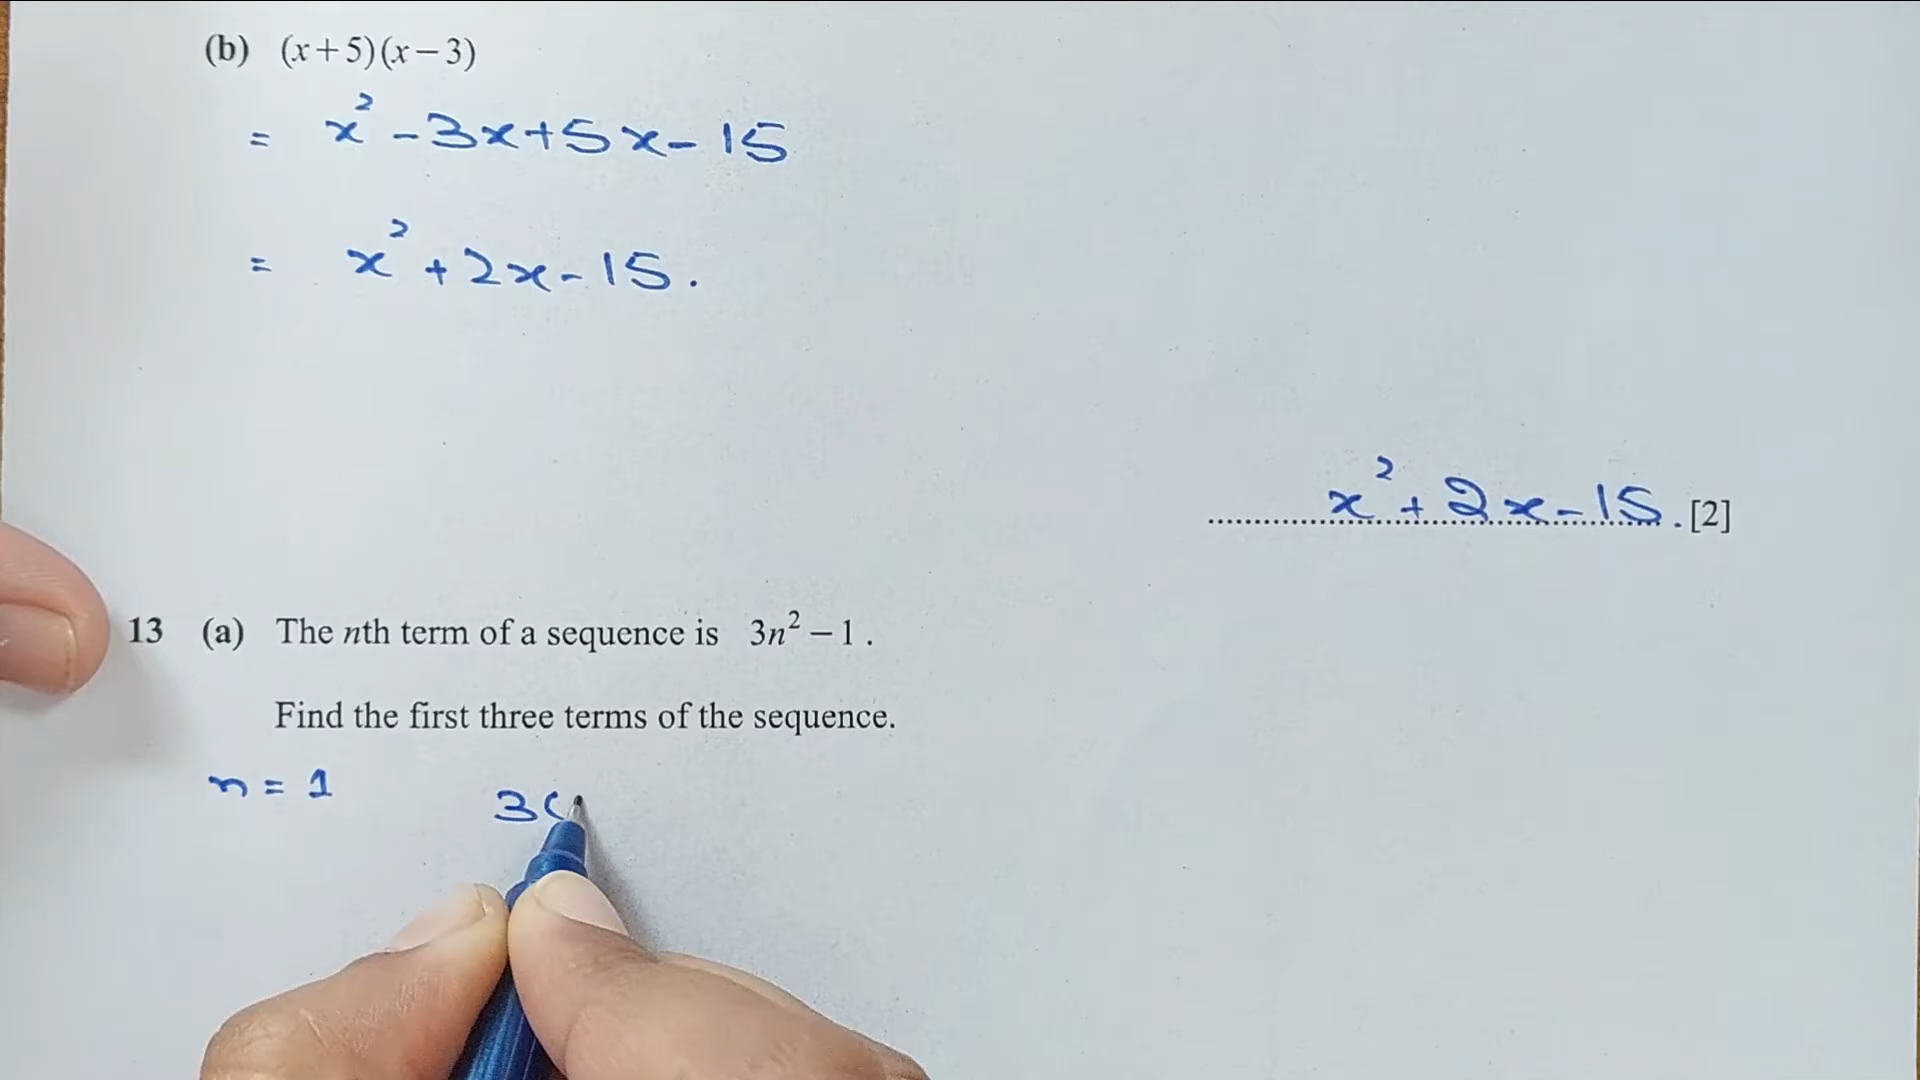 (b) (x+5)(x−3)
= x² - 3x + 5x - 15
= x² + 2x - 15.
x² + 2x - 15 . [2]
13 (a) The nth term of a sequence is 3n² − 1 .
Find the first three terms of the sequence.
n = 1 3(